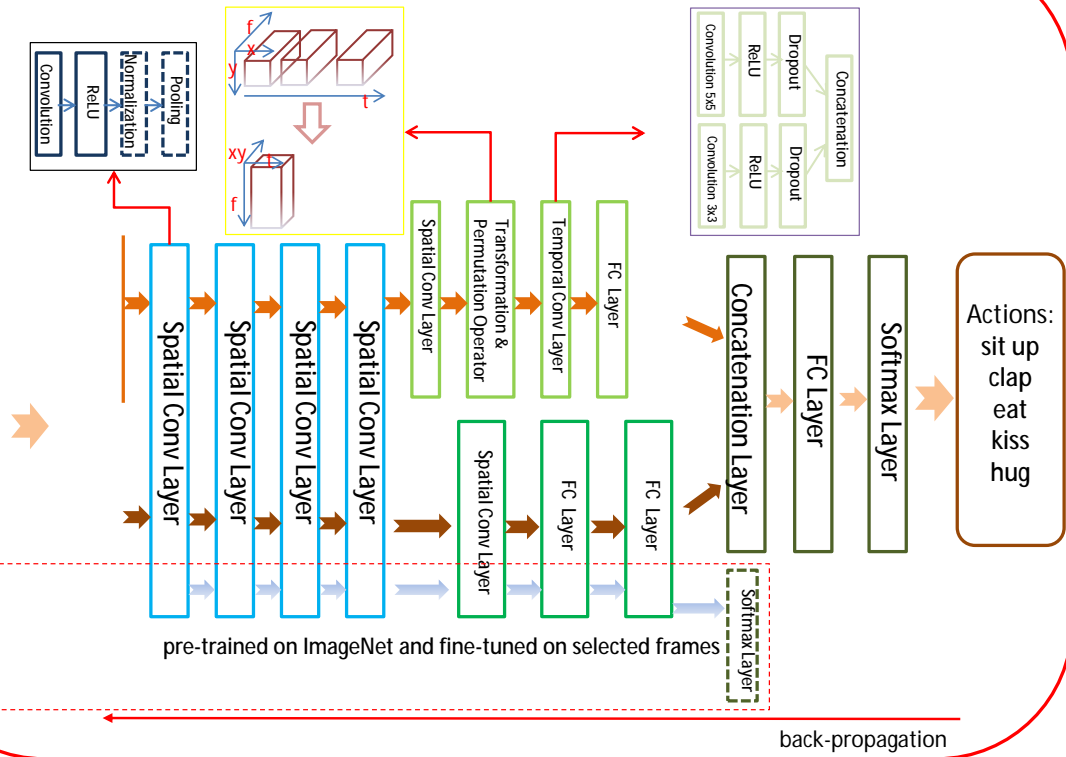 Convolution
ReLU
Normalization
Pooling
f
x
y
t
xy
t
f
Convolution 5x5
ReLU
Dropout
Convolution 3x3
ReLU
Dropout
Concatenation
Spatial Conv Layer
Spatial Conv Layer
Spatial Conv Layer
Spatial Conv Layer
Spatial Conv Layer
Transformation &
Permutation Operator
Temporal Conv Layer
FC Layer
Spatial Conv Layer
FC Layer
FC Layer
Concatenation Layer
FC Layer
Softmax Layer
Actions:
sit up
clap
eat
kiss
hug
Softmax Layer
pre-trained on ImageNet and fine-tuned on selected frames
back-propagation